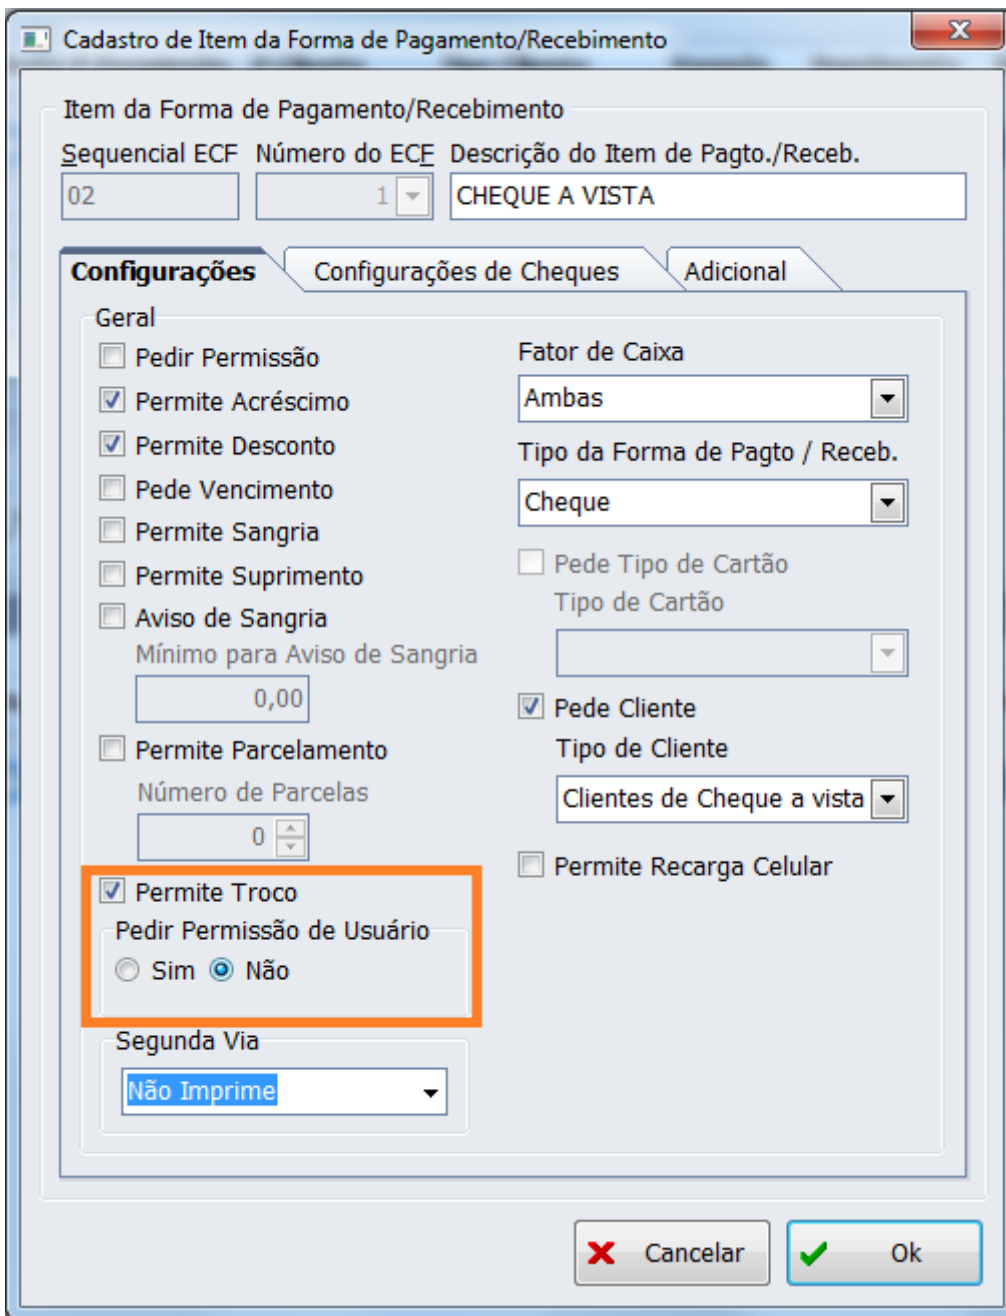 Cadastro de Item da Forma de Pagamento/Recebimento
Item da Forma de Pagamento/Recebimento
Sequencial ECF Número do ECF Descrição do Item de Pagto./Receb.
02 1 CHEQUE A VISTA
Configurações Configurações de Cheques Adicional
Geral
Pedir Permissão
Permite Acréscimo
Permite Desconto
Pede Vencimento
Permite Sangria
Permite Suprimento
Aviso de Sangria
Mínimo para Aviso de Sangria
0,00
Permite Parcelamento
Número de Parcelas
0
Permite Troco
Pedir Permissão de Usuário
Sim Não
Segunda Via
Não Imprime
Fator de Caixa
Ambas
Tipo da Forma de Pagto / Receb.
Cheque
Pede Tipo de Cartão
Tipo de Cartão
Pede Cliente
Tipo de Cliente
Clientes de Cheque a vista
Permite Recarga Celular
Cancelar Ok